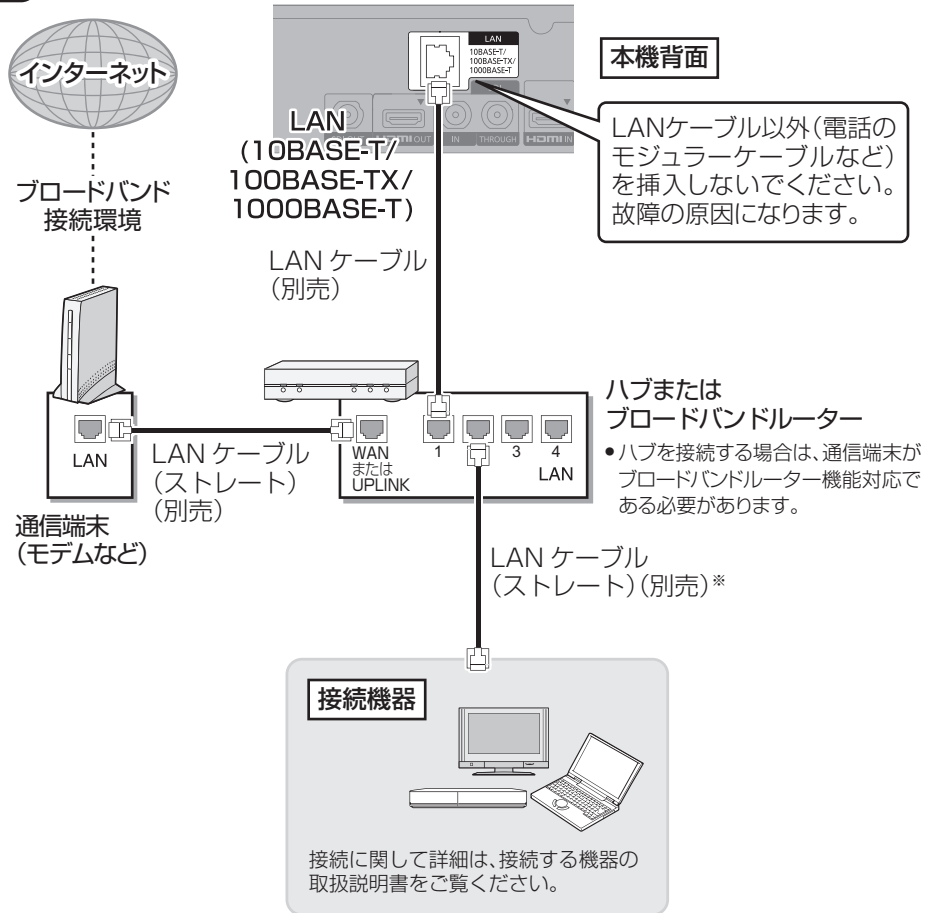 LAN
10BASE-T/
100BASE-TX/
1000BASE-T
本機背面
インターネット
LAN
(10BASE-T/
100BASE-TX/
1000BASE-T)
HDMI OUT
IN
THROUGH
HDMI IN
LANケーブル以外(電話の
モジュラーケーブルなど)
を挿入しないでください。
故障の原因になります。
ブロードバンド
接続環境
LAN ケーブル
(別売)
ハブまたは
ブロードバンドルーター
•ハブを接続する場合は、通信端末が
ブロードバンドルーター機能対応で
ある必要があります。
LAN
LAN ケーブル
(ストレート)
(別売)
WAN
または
UPLINK
1
3
4
LAN
通信端末
(モデムなど)
LAN ケーブル
(ストレート)(別売)※
接続機器
接続に関して詳細は、接続する機器の
取扱説明書をご覧ください。